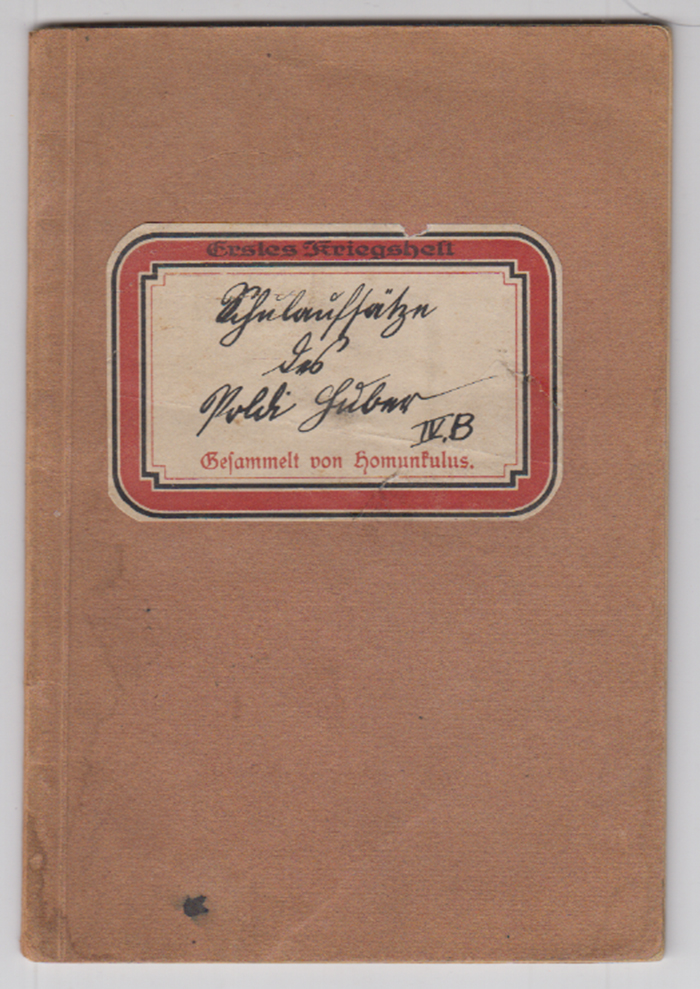 Erstes Kriegsheft
Schulaufsätze
des
Poldi Huber
IV.B
Gesammelt von Homunkulus.